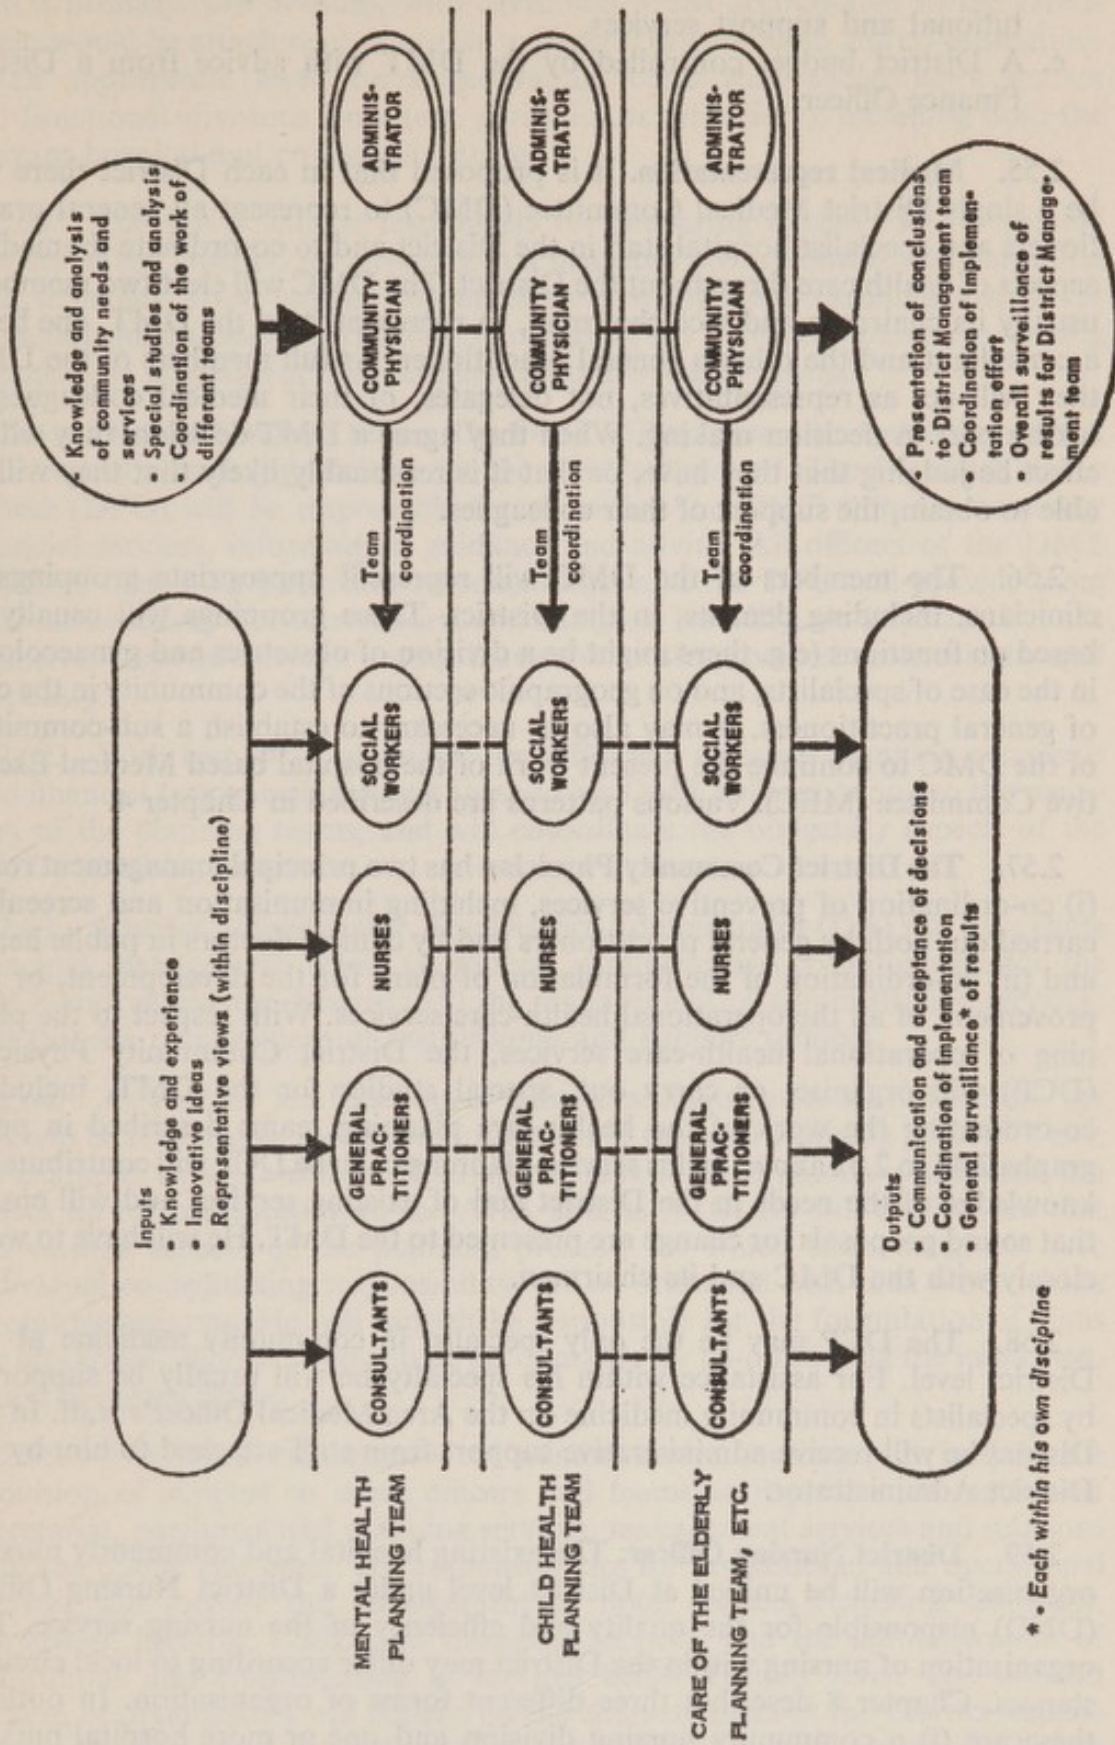 Inputs
• Knowledge and experience
• Innovative ideas
• Representative views (within discipline)
• Knowledge and analysis
of community needs and
services
• Special studies and analysis
• Coordination of the work of
different teams
MENTAL HEALTH
PLANNING TEAM
CONSULTANTS
GENERAL
PRAC-
TITIONERS
NURSES
SOCIAL
WORKERS
Team
coordination
COMMUNITY
PHYSICIAN
ADMINIS-
TRATOR
CHILD HEALTH
PLANNING TEAM
CONSULTANTS
GENERAL
PRAC-
TITIONERS
NURSES
SOCIAL
WORKERS
Team
coordination
COMMUNITY
PHYSICIAN
ADMINIS-
TRATOR
CARE OF THE ELDERLY
PLANNING TEAM, ETC.
CONSULTANTS
GENERAL
PRAC-
TITIONERS
NURSES
SOCIAL
WORKERS
Team
coordination
COMMUNITY
PHYSICIAN
ADMINIS-
TRATOR
Outputs
• Communication and acceptance of decisions
• Coordination of implementation
• General surveillance* of results
• Presentation of conclusions
to District Management team
• Coordination of implemen-
tation effort
• Overall surveillance of
results for District Manage-
ment team
* • Each within his own discipline